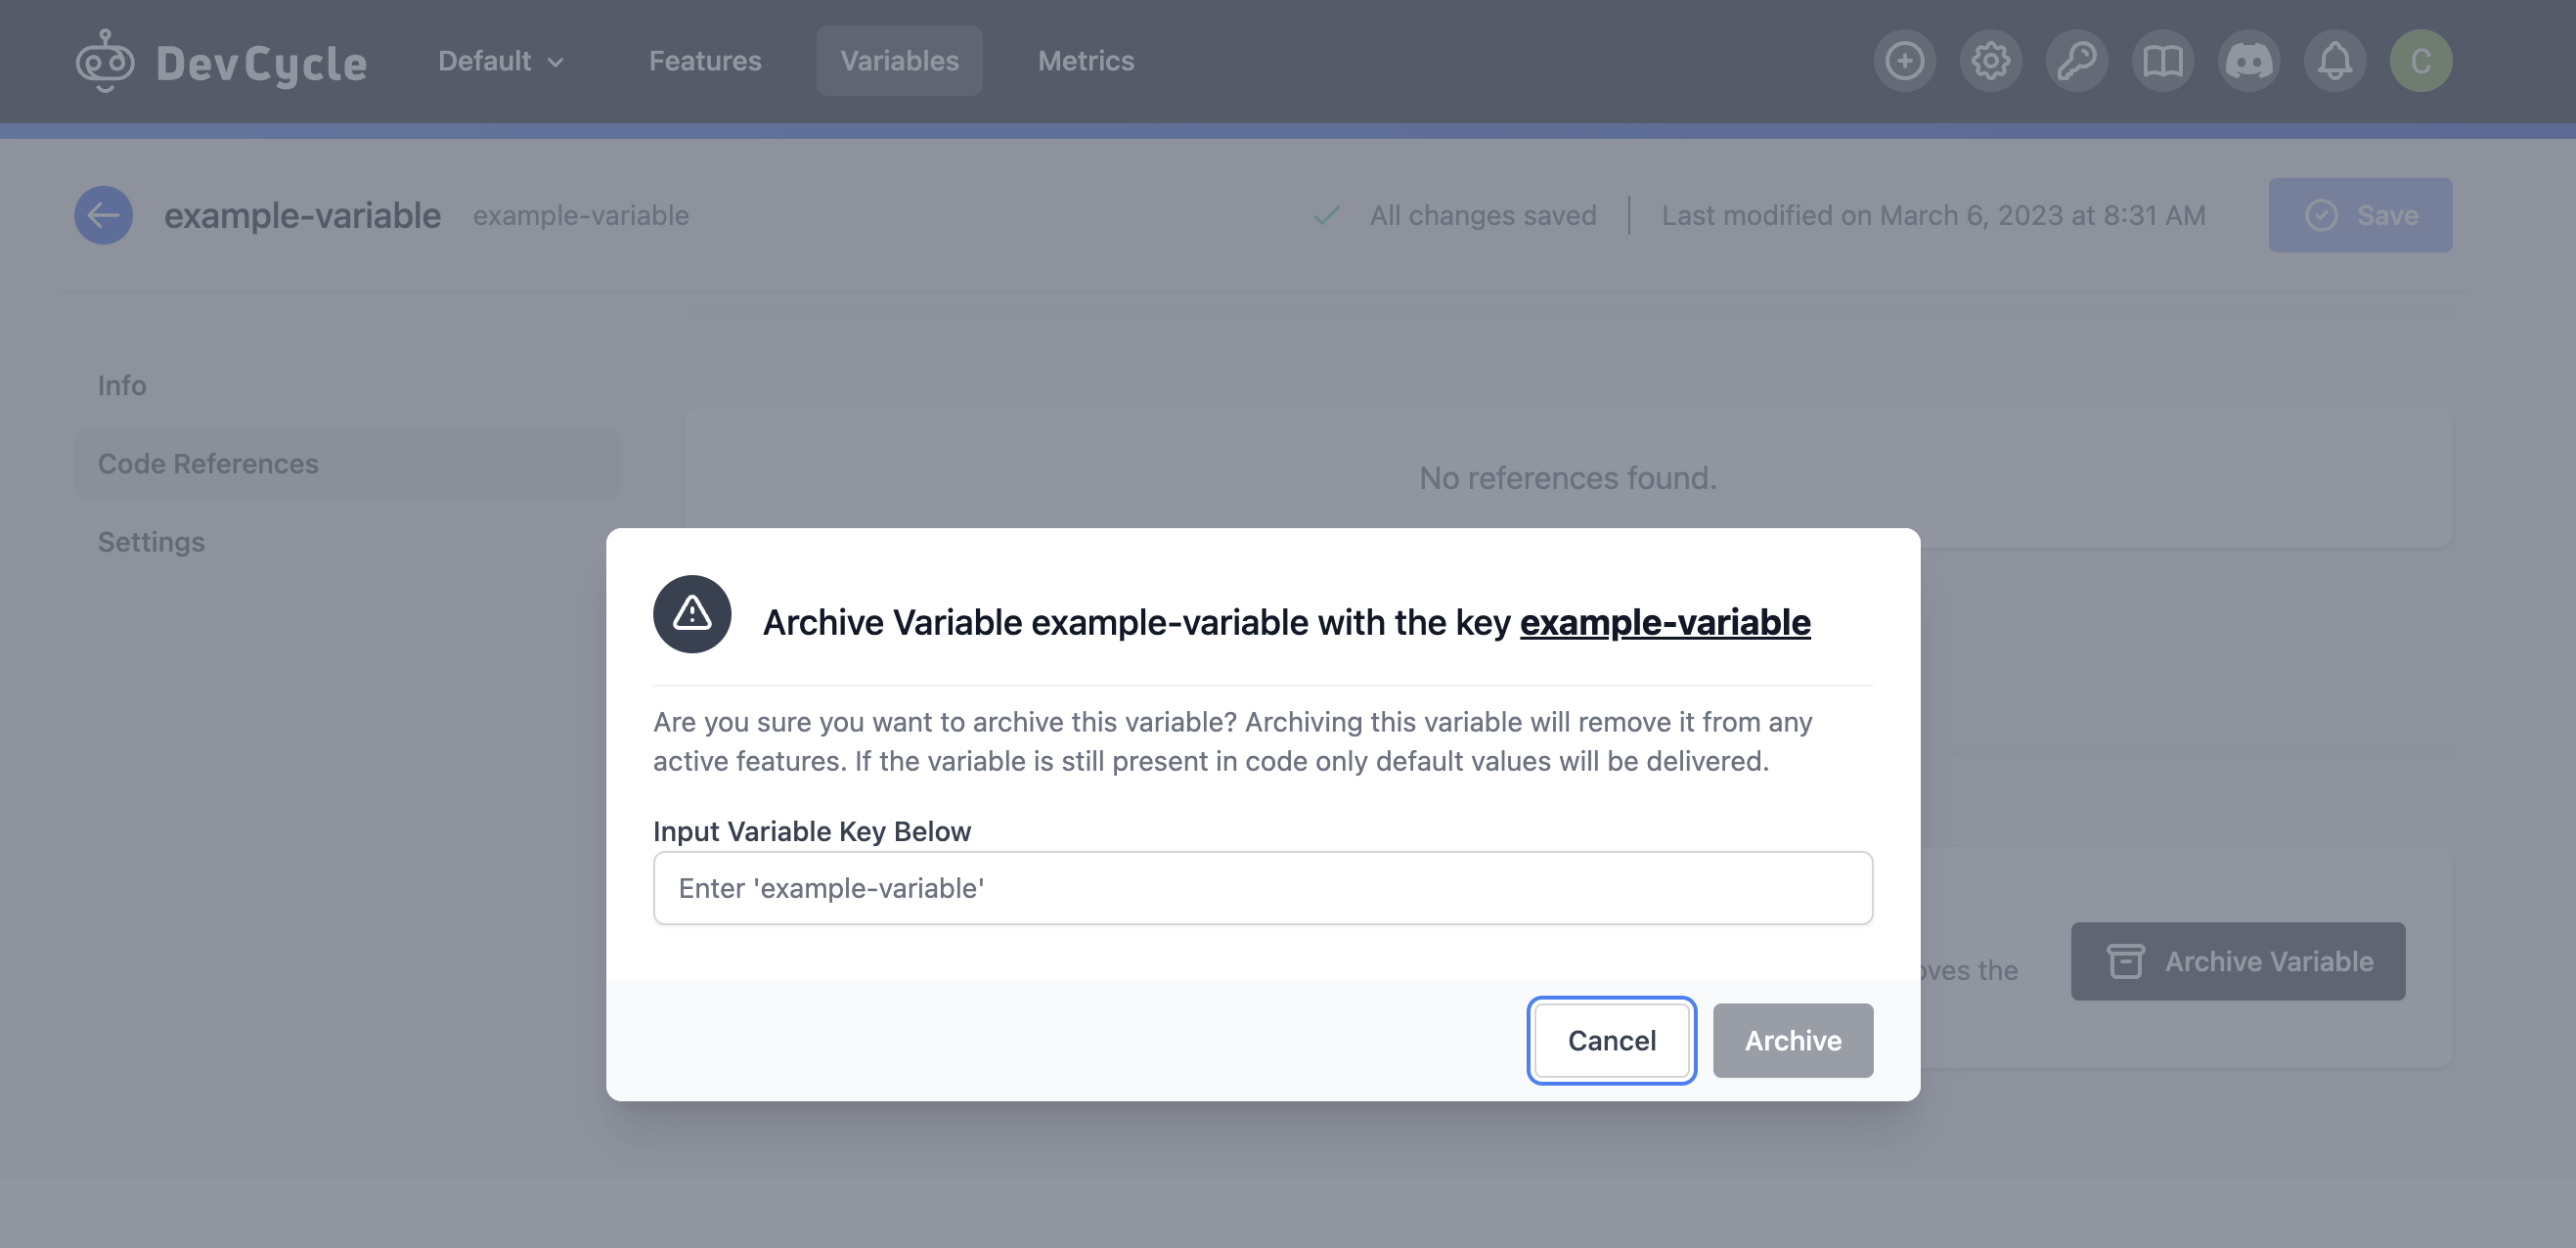 DevCycle Default Features Variables Metrics C
example-variable example-variable All changes saved Last modified on March 6, 2023 at 8:31 AM Save
Info
Code References
Settings
No references found.
Archive Variable example-variable with the key example-variable
Are you sure you want to archive this variable? Archiving this variable will remove it from any
active features. If the variable is still present in code only default values will be delivered.
Input Variable Key Below
Enter 'example-variable'
Cancel Archive
the
Archive Variable